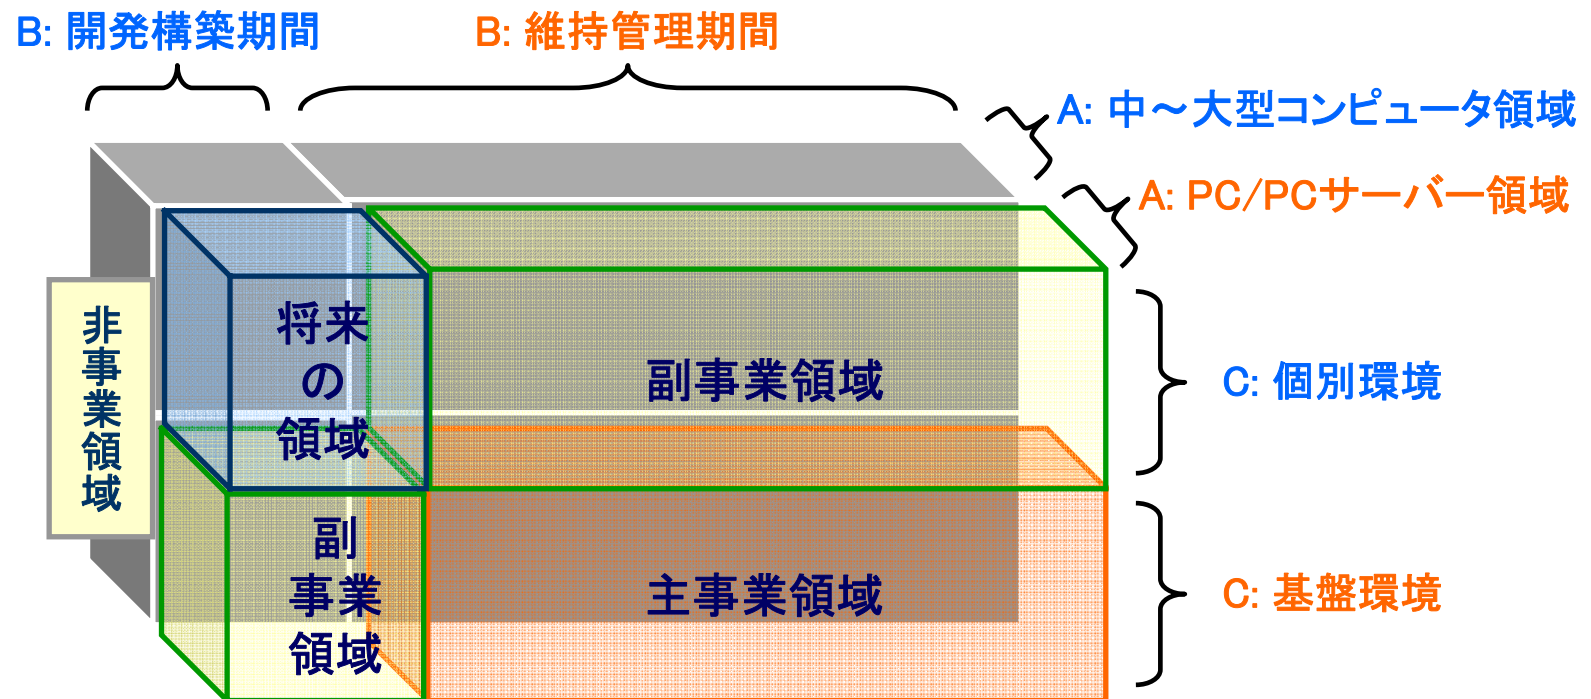 B: 開発構築期間
B: 維持管理期間
A: 中～大型コンピュータ領域
A: PC/PCサーバー領域
非事業領域
将来
の
領域
副事業領域
C: 個別環境
副
事業
領域
主事業領域
C: 基盤環境